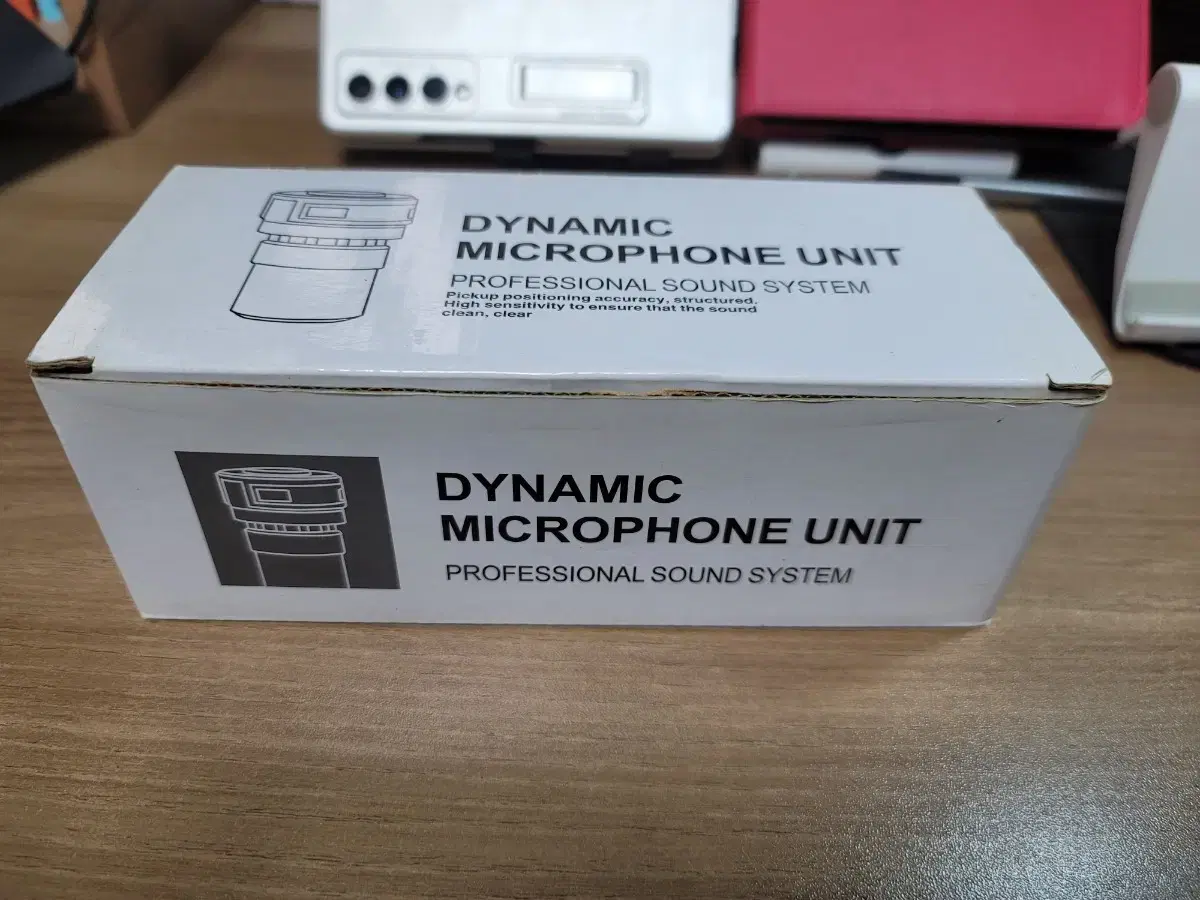 DYNAMIC
MICROPHONE UNIT
PROFESSIONAL SOUND SYSTEM
Pickup positioning accuracy, structured.
High sensitivity to ensure that the sound
clean, clear
DYNAMIC
MICROPHONE UNIT
PROFESSIONAL SOUND SYSTEM